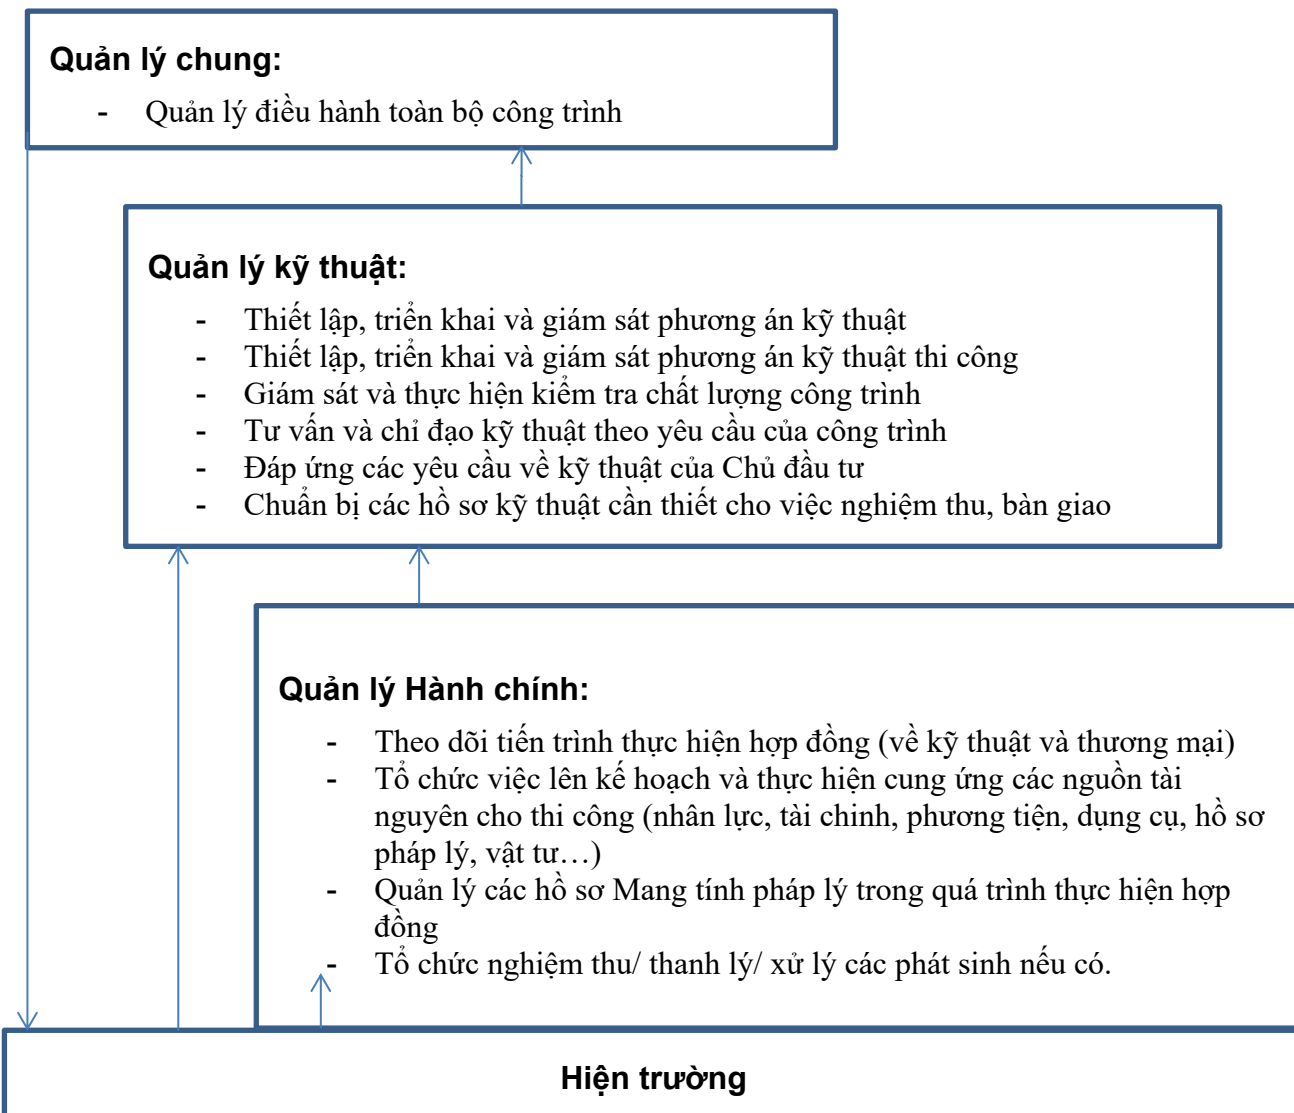 Quản lý chung:
- Quản lý điều hành toàn bộ công trình
Quản lý kỹ thuật:
- Thiết lập, triển khai và giám sát phương án kỹ thuật
- Thiết lập, triển khai và giám sát phương án kỹ thuật thi công
- Giám sát và thực hiện kiểm tra chất lượng công trình
- Tư vấn và chỉ đạo kỹ thuật theo yêu cầu của công trình
- Đáp ứng các yêu cầu về kỹ thuật của Chủ đầu tư
- Chuẩn bị các hồ sơ kỹ thuật cần thiết cho việc nghiệm thu, bàn giao
Quản lý Hành chính:
- Theo dõi tiến trình thực hiện hợp đồng (về kỹ thuật và thương mại)
- Tổ chức việc lên kế hoạch và thực hiện cung ứng các nguồn tài
nguyên cho thi công (nhân lực, tài chinh, phương tiện, dụng cụ, hồ sơ
pháp lý, vật tư…)
- Quản lý các hồ sơ Mang tính pháp lý trong quá trình thực hiện hợp
đồng
- Tổ chức nghiệm thu/ thanh lý/ xử lý các phát sinh nếu có.
Hiện trường